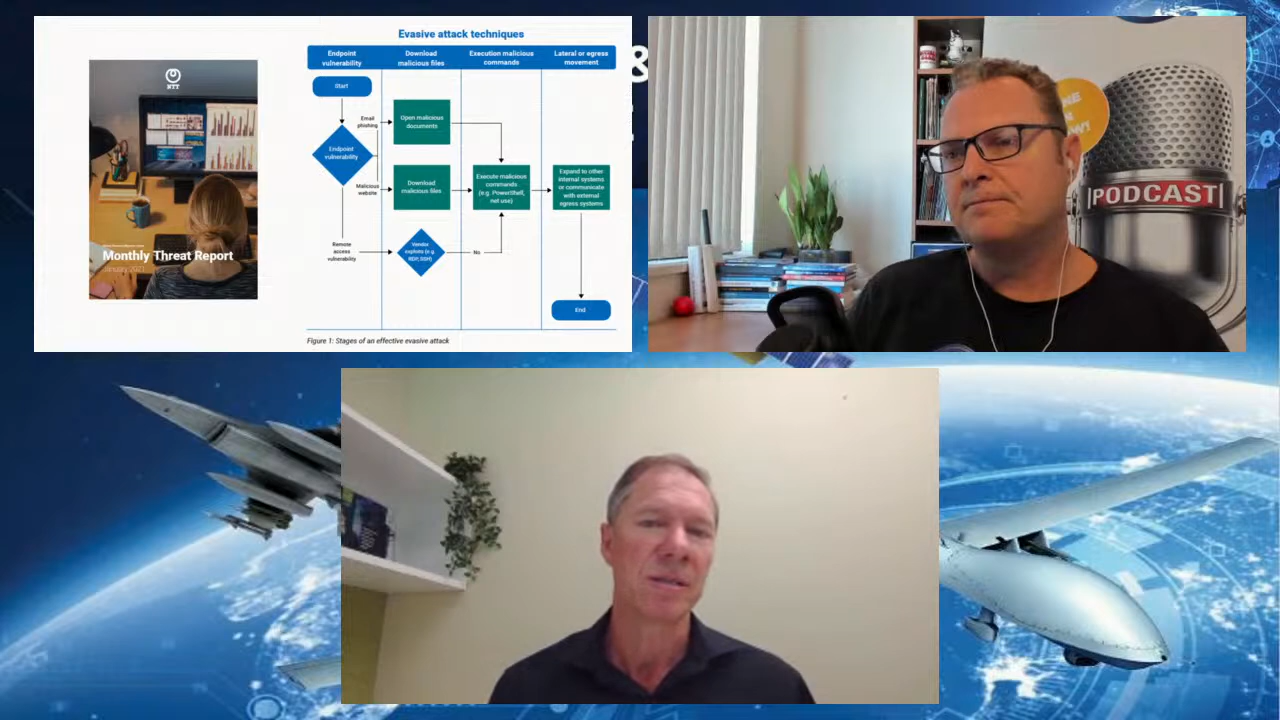 Evasive attack techniques
Endpoint
vulnerability
Download
malicious files
Execution malicious
commands
Lateral or egress
movement
NTT
Start
Email
phishing
Open malicious
documents
Endpoint
vulnerability
Malicious
website
Download
malicious files
Execute malicious
commands
(e.g. PowerShell,
net use)
Expand to other
internal systems
or communicate
with external
egress systems
Remote
access
vulnerability
Vendor
exploits (e.g.
RDP, SSH)
No
Monthly Threat Report
January 2021
End
Figure 1: Stages of an effective evasive attack
&
PODCAST